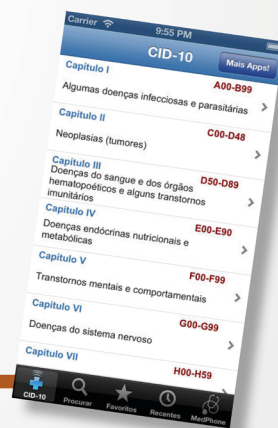 Carrier 9:55 PM
CID-10 Mais Apps!
Capítulo I A00-B99
Algumas doenças infecciosas e parasitárias
Capítulo II C00-D48
Neoplasias (tumores)
Capítulo III D50-D89
Doenças do sangue e dos órgãos
hematopoéticos e alguns transtornos
imunitários
Capítulo IV E00-E90
Doenças endócrinas nutricionais e
metabólicas
Capítulo V F00-F99
Transtornos mentais e comportamentais
Capítulo VI G00-G99
Doenças do sistema nervoso
Capítulo VII H00-H59
CID-10 Procurar Favoritos Recentes MedPhone